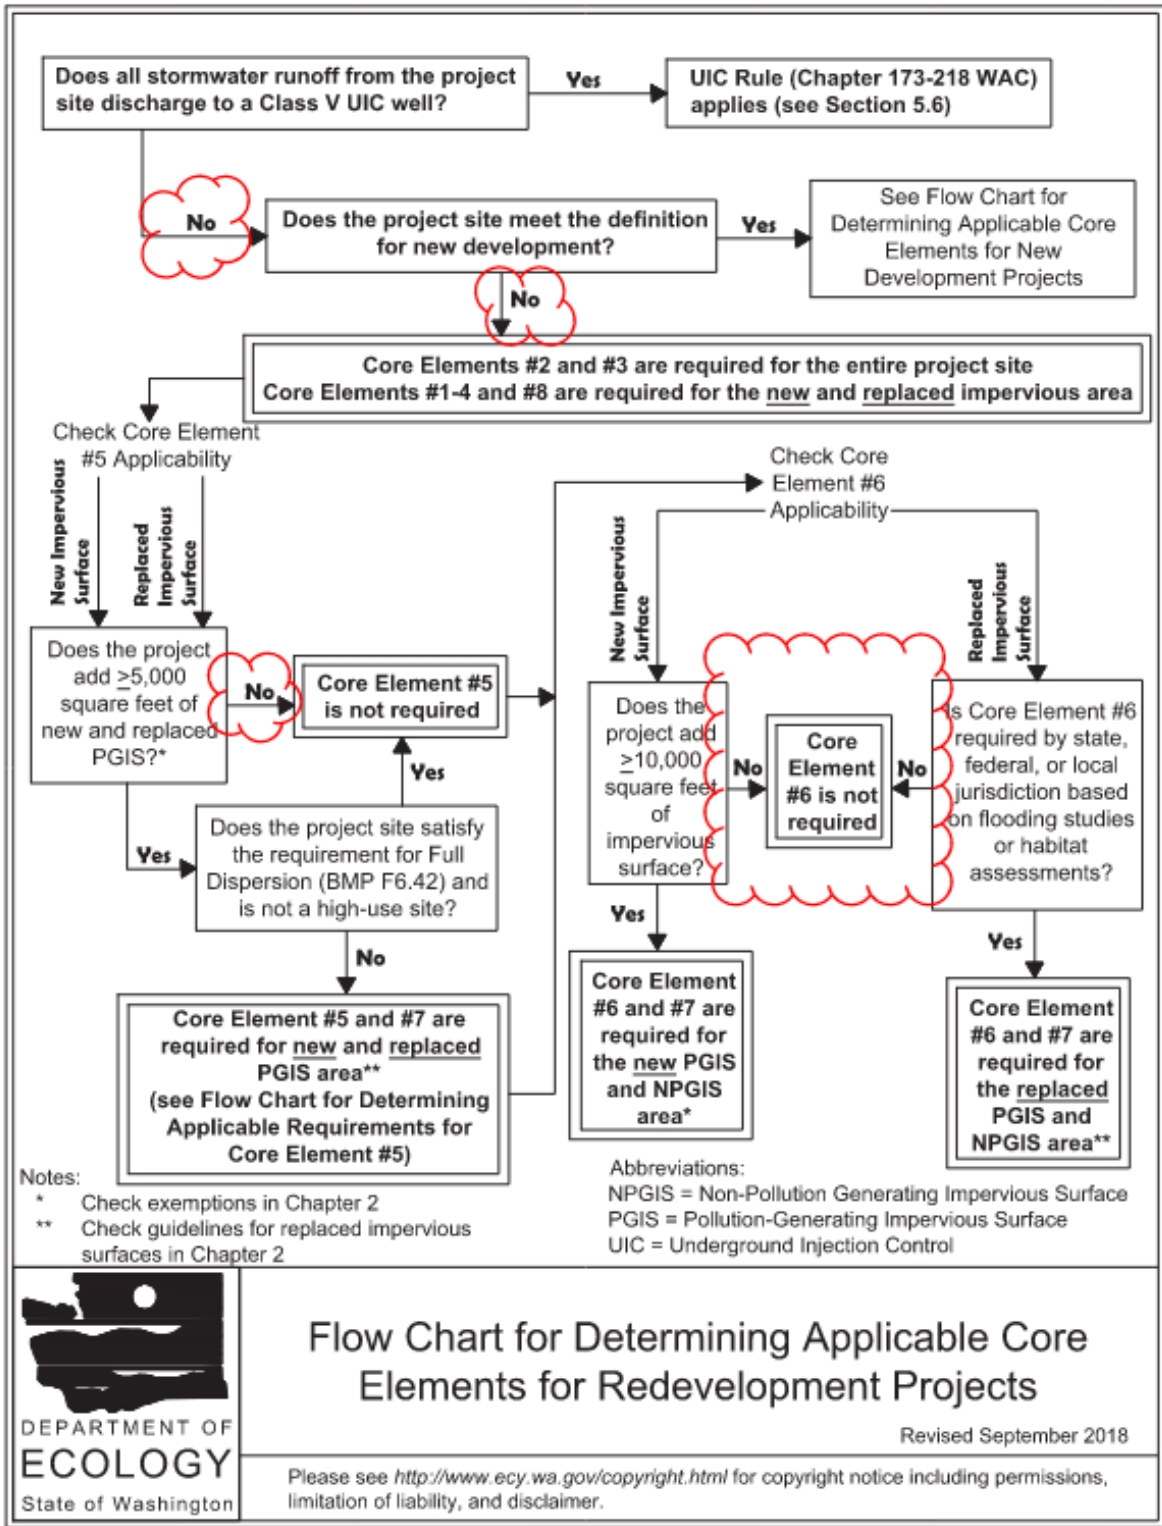 Does all stormwater runoff from the project
site discharge to a Class V UIC well?
Yes
UIC Rule (Chapter 173-218 WAC)
applies (see Section 5.6)
No
Does the project site meet the definition
for new development?
Yes
See Flow Chart for
Determining Applicable Core
Elements for New
Development Projects
No
Core Elements #2 and #3 are required for the entire project site
Core Elements #1-4 and #8 are required for the new and replaced impervious area
Check Core Element
#5 Applicability
New Impervious
Surface
Replaced
Impervious
Surface
Does the project
add ≥5,000
square feet of
new and replaced
PGIS?*
No
Core Element #5
is not required
Yes
Yes
Does the project site satisfy
the requirement for Full
Dispersion (BMP F6.42) and
is not a high-use site?
No
Core Element #5 and #7 are
required for new and replaced
PGIS area**
(see Flow Chart for Determining
Applicable Requirements for
Core Element #5)
Check Core
Element #6
Applicability
New Impervious
Surface
Replaced
Impervious
Surface
Does the
project add
≥10,000
square feet
of
impervious
surface?
No
Core
Element
#6 is not
required
No
Is Core Element #6
required by state,
federal, or local
jurisdiction based
on flooding studies
or habitat
assessments?
Yes
Core Element
#6 and #7 are
required for
the new PGIS
and NPGIS
area*
Yes
Core Element
#6 and #7 are
required for
the replaced
PGIS and
NPGIS area**
Notes:
* Check exemptions in Chapter 2
** Check guidelines for replaced impervious
surfaces in Chapter 2
Abbreviations:
NPGIS = Non-Pollution Generating Impervious Surface
PGIS = Pollution-Generating Impervious Surface
UIC = Underground Injection Control
DEPARTMENT OF
ECOLOGY
State of Washington
Flow Chart for Determining Applicable Core
Elements for Redevelopment Projects
Revised September 2018
Please see http://www.ecy.wa.gov/copyright.html for copyright notice including permissions,
limitation of liability, and disclaimer.